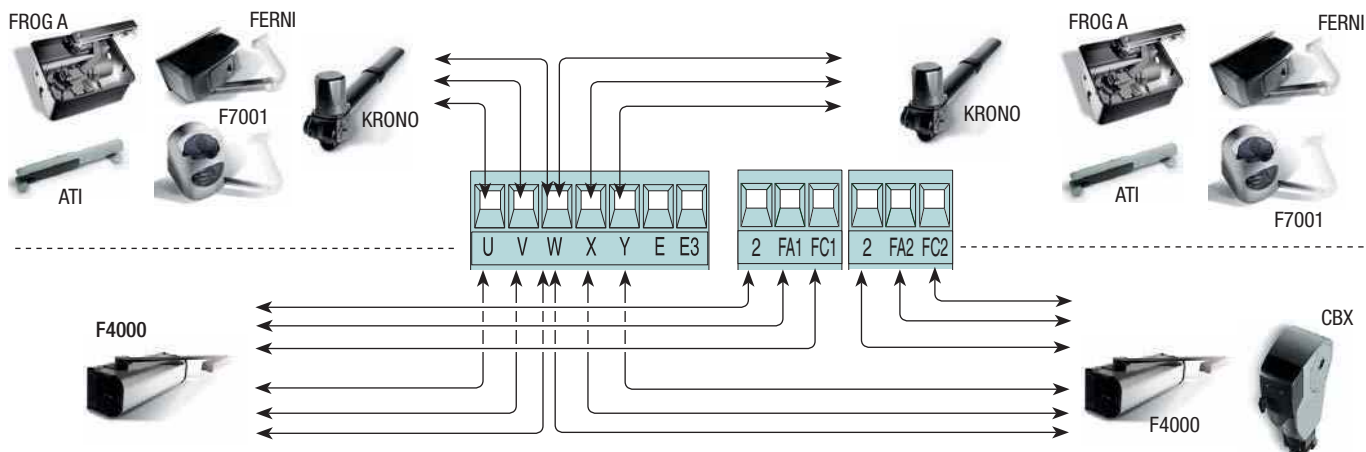 FROG A
FERNI
F7001
KRONO
ATI
FROG A
FERNI
KRONO
ATI
F7001
U V W X Y E E3
2 FA1 FC1
2 FA2 FC2
F4000
CBX
F4000